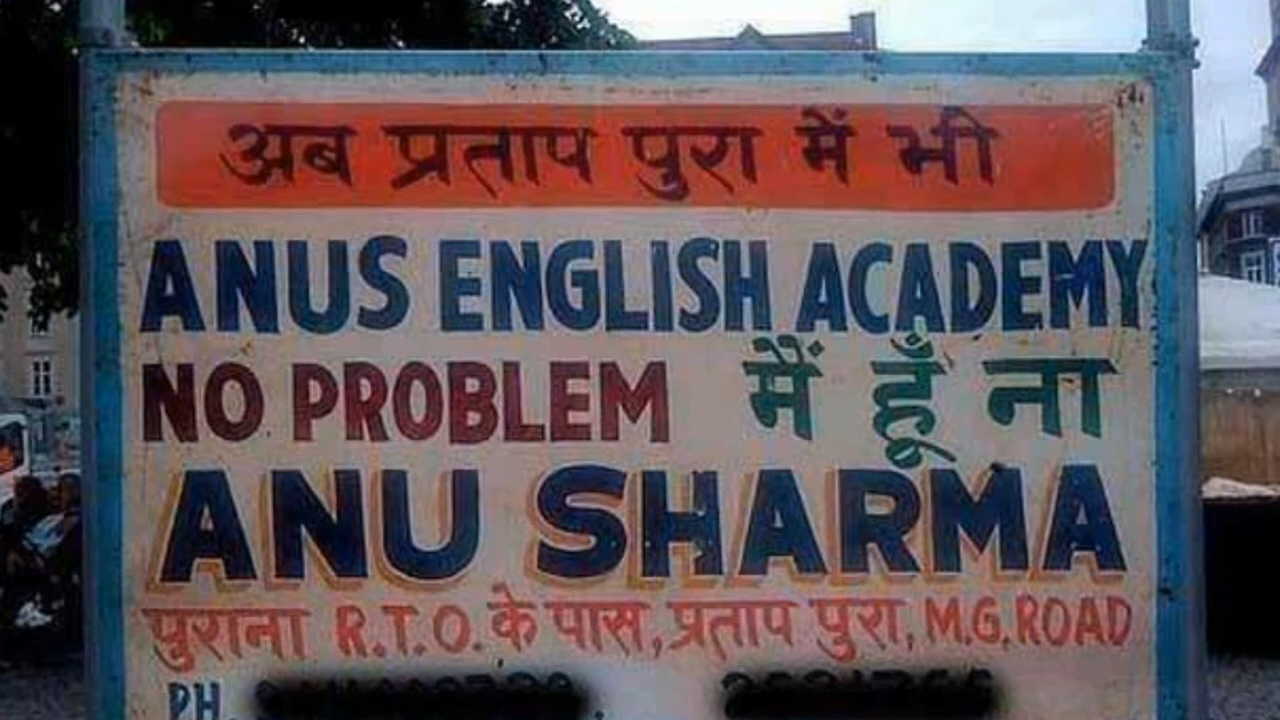 अब प्रताप पुरा में भी
ANUS ENGLISH ACADEMY
NO PROBLEM मैं हूँ ना
ANU SHARMA
पुराना R.T.O. के पास, प्रताप पुरा, M.G. ROAD
PH.